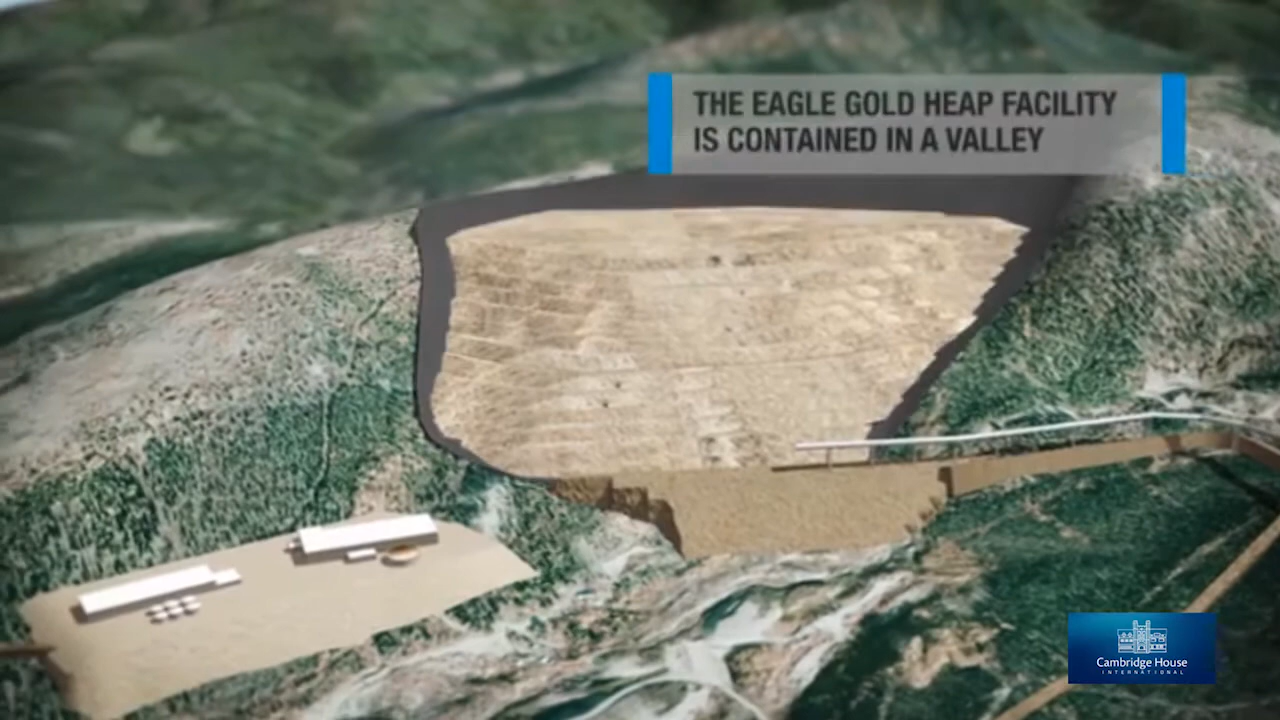 THE EAGLE GOLD HEAP FACILITY
IS CONTAINED IN A VALLEY
Cambridge House
INTERNATIONAL